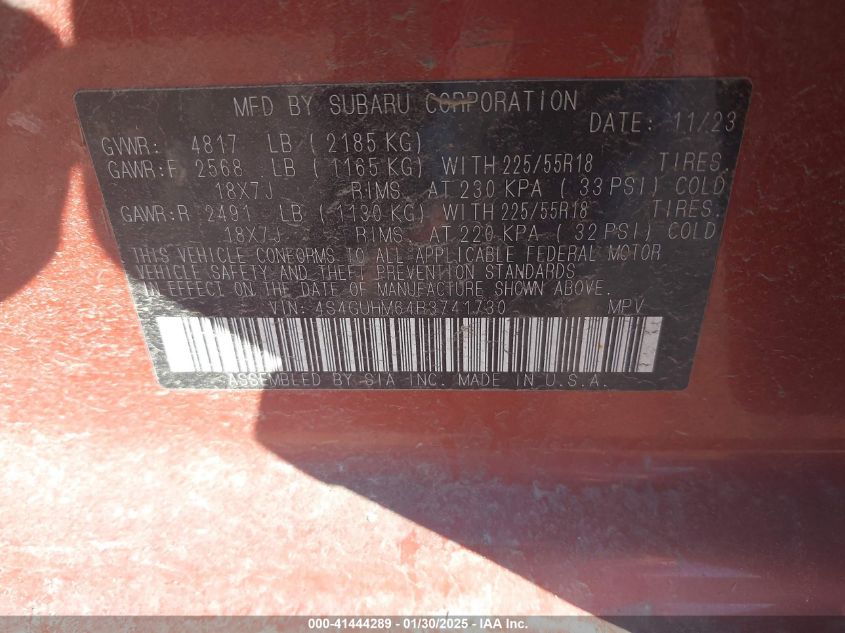 MFD BY SUBARU CORPORATION
DATE: 11/23
GVWR: 4817 LB ( 2185 KG)
GAWR:F 2568 LB ( 1165 KG) WITH 225/55R18 TIRES,
18X7J RIMS, AT 230 KPA ( 33 PSI) COLD
GAWR:R 2491 LB ( 1130 KG) WITH 225/55R18 TIRES,
18X7J RIMS, AT 220 KPA ( 32 PSI) COLD
THIS VEHICLE CONFORMS TO ALL APPLICABLE FEDERAL MOTOR
VEHICLE SAFETY AND THEFT PREVENTION STANDARDS
IN EFFECT ON THE DATE OF MANUFACTURE SHOWN ABOVE.
VIN: 4S4GUHM64R3741730 MPV
ASSEMBLED BY SIA INC. MADE IN U.S.A.
000-41444289 - 01/30/2025 - IAA Inc.